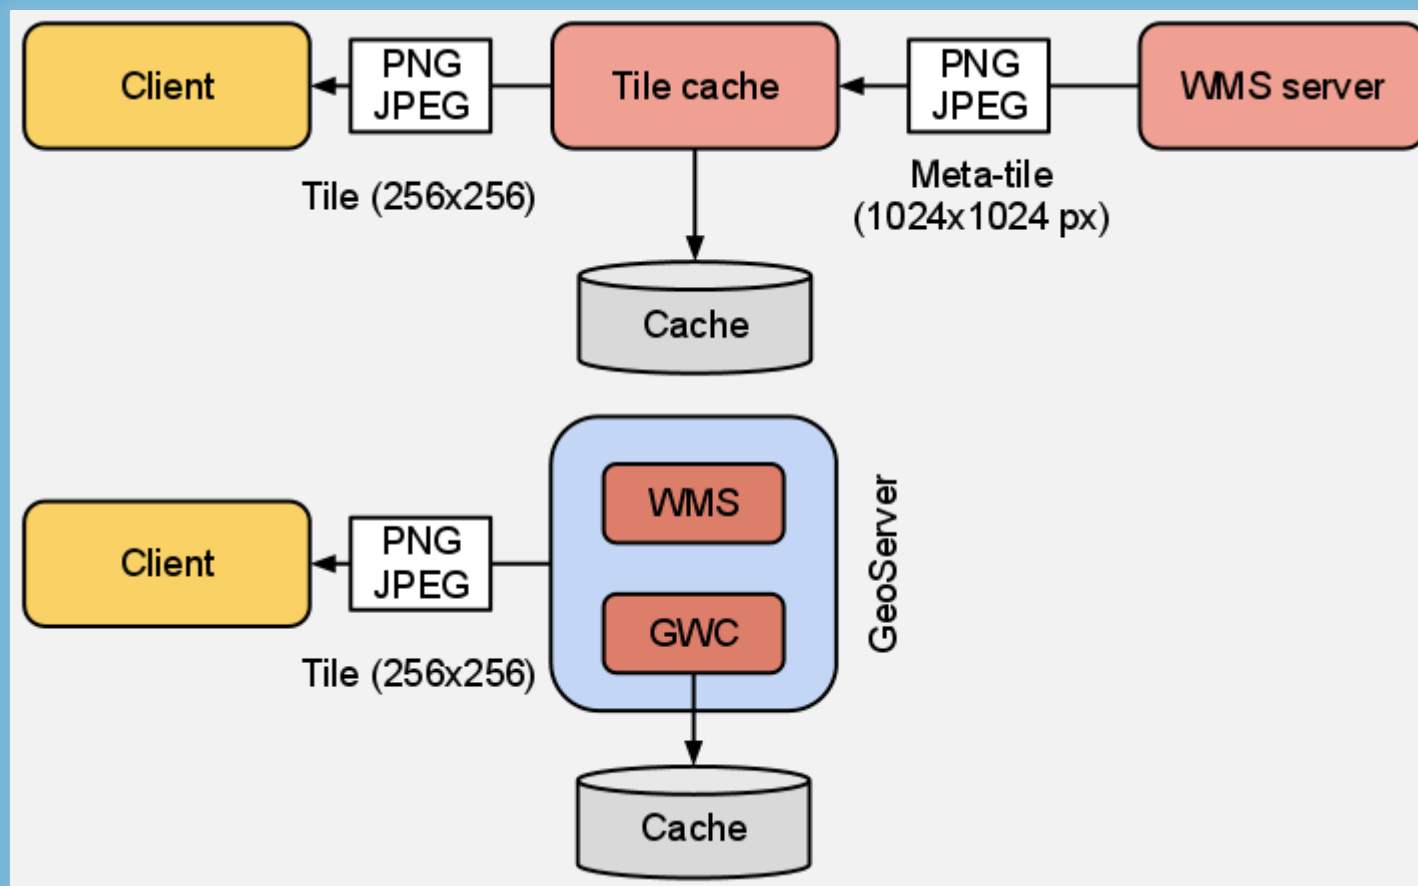 Client
PNG
JPEG
Tile cache
PNG
JPEG
WMS server
Tile (256x256)
Meta-tile
(1024x1024 px)
Cache
WMS
Client
PNG
JPEG
GWC
GeoServer
Tile (256x256)
Cache